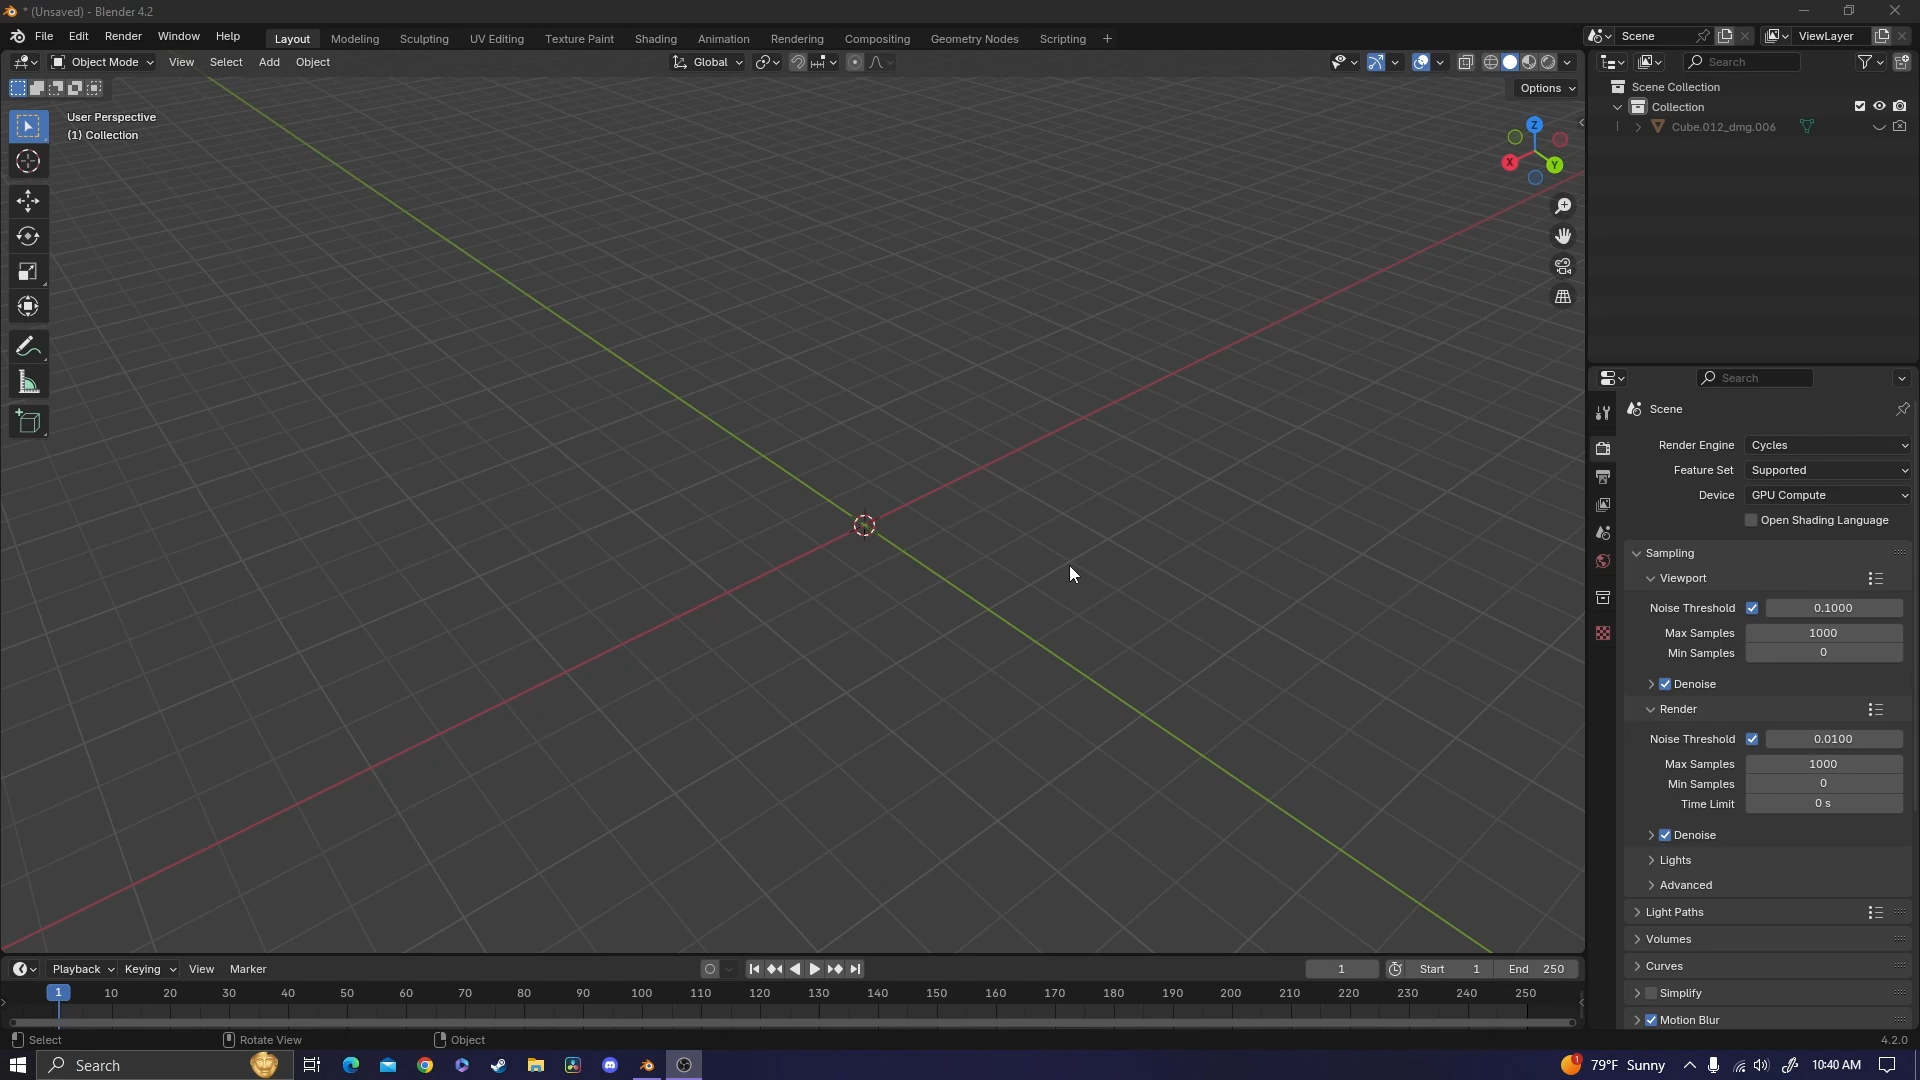 * (Unsaved) - Blender 4.2
File Edit Render Window Help Layout Modeling Sculpting UV Editing Texture Paint Shading Animation Rendering Compositing Geometry Nodes Scripting + Scene ViewLayer
Object Mode View Select Add Object Global Search
Options
User Perspective
(1) Collection
Z
X
Y
Scene Collection
Collection
Cube.012_dmg.006
Search
Scene
Render Engine Cycles
Feature Set Supported
Device GPU Compute
Open Shading Language
Sampling
Viewport
Noise Threshold 0.1000
Max Samples 1000
Min Samples 0
Denoise
Render
Noise Threshold 0.0100
Max Samples 1000
Min Samples 0
Time Limit 0 s
Denoise
Lights
Advanced
Light Paths
Volumes
Curves
Simplify
Motion Blur
Playback Keying View Marker 1 Start 1 End 250
1 10 20 30 40 50 60 70 80 90 100 110 120 130 140 150 160 170 180 190 200 210 220 230 240 250
Select Rotate View Object 4.2.0
Search 1 79°F Sunny 10:40 AM